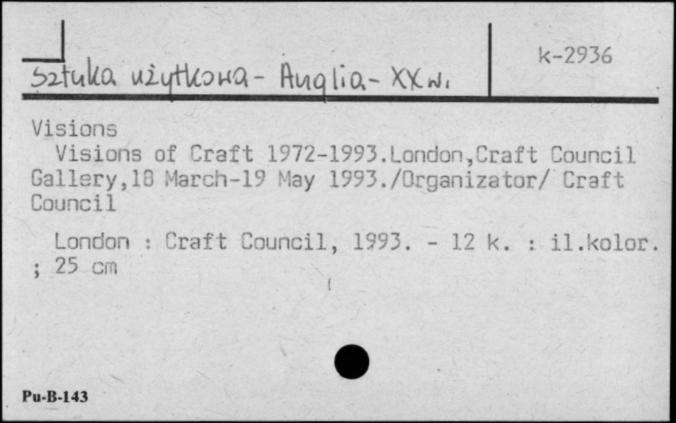 k-2936
Sztuka użytkowa - Anglia - XX w.
Visions
Visions of Craft 1972-1993.London,Craft Council
Gallery,18 March-19 May 1993./Organizator/ Craft
Council
London : Craft Council, 1993. - 12 k. : il.kolor.
; 25 cm
Pu-B-143